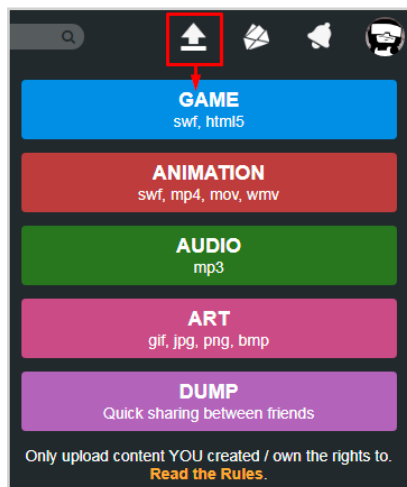 GAME
swf, html5
ANIMATION
swf, mp4, mov, wmv
AUDIO
mp3
ART
gif, jpg, png, bmp
DUMP
Quick sharing between friends
Only upload content YOU created / own the rights to.
Read the Rules.